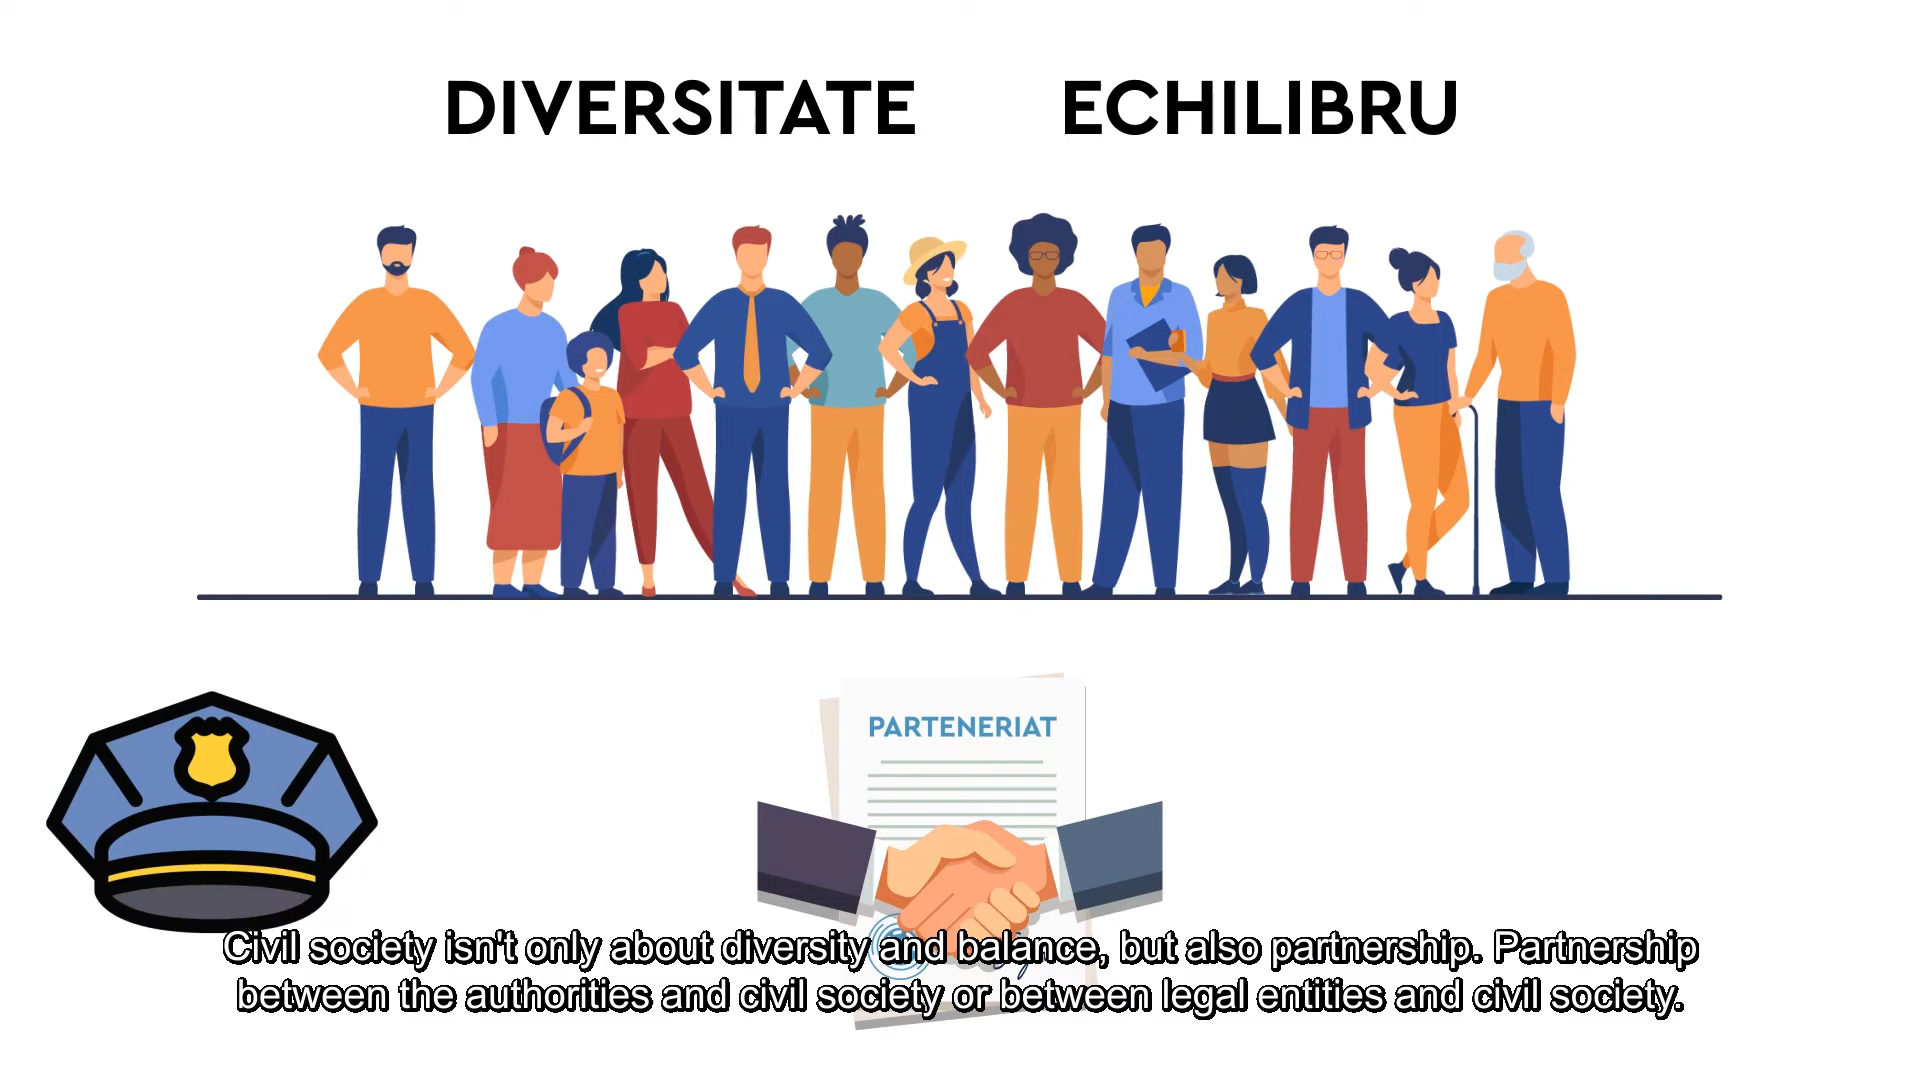 DIVERSITATE ECHILIBRU
PARTENERIAT
Civil society isn't only about diversity and balance, but also partnership. Partnership
between the authorities and civil society or between legal entities and civil society.